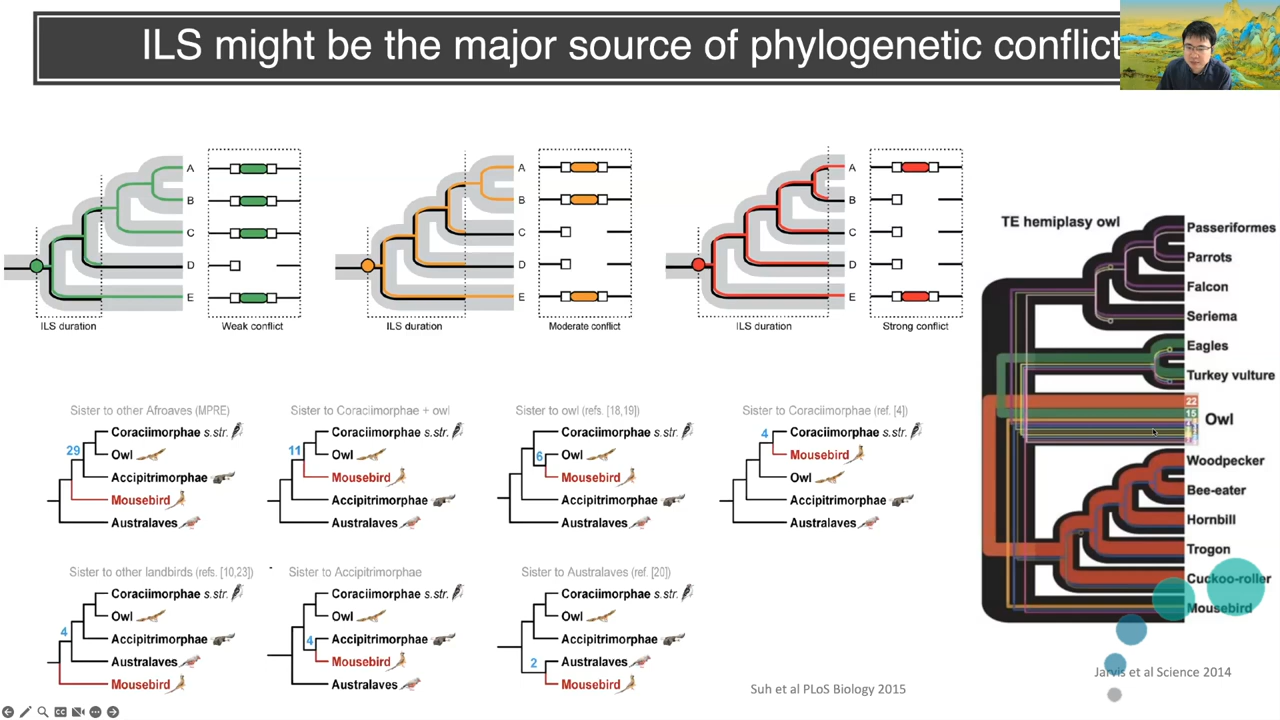 ILS might be the major source of phylogenetic conflict
A
B
C
D
E
ILS duration
Weak conflict
A
B
C
D
E
ILS duration
Moderate conflict
A
B
C
D
E
ILS duration
Strong conflict
TE hemiplasy owl
Passeriformes
Parrots
Falcon
Seriema
Eagles
Turkey vulture
22
15
Owl
Woodpecker
Bee-eater
Hornbill
Trogon
Cuckoo-roller
Mousebird
Sister to other Afroaves (MPRE)
29
Coraciimorphae s.str.
Owl
Accipitrimorphae
Mousebird
Australaves
Sister to Coraciimorphae + owl
11
Coraciimorphae s.str.
Owl
Mousebird
Accipitrimorphae
Australaves
Sister to owl (refs. [18,19])
6
Coraciimorphae s.str.
Owl
Mousebird
Accipitrimorphae
Australaves
Sister to Coraciimorphae (ref. [4])
4
Coraciimorphae s.str.
Mousebird
Owl
Accipitrimorphae
Australaves
Sister to other landbirds (refs. [10,23])
4
Coraciimorphae s.str.
Owl
Accipitrimorphae
Australaves
Mousebird
Sister to Accipitrimorphae
4
Coraciimorphae s.str.
Owl
Accipitrimorphae
Mousebird
Australaves
Sister to Australaves (ref. [20])
2
Coraciimorphae s.str.
Owl
Accipitrimorphae
Australaves
Mousebird
Suh et al PLoS Biology 2015
Jarvis et al Science 2014